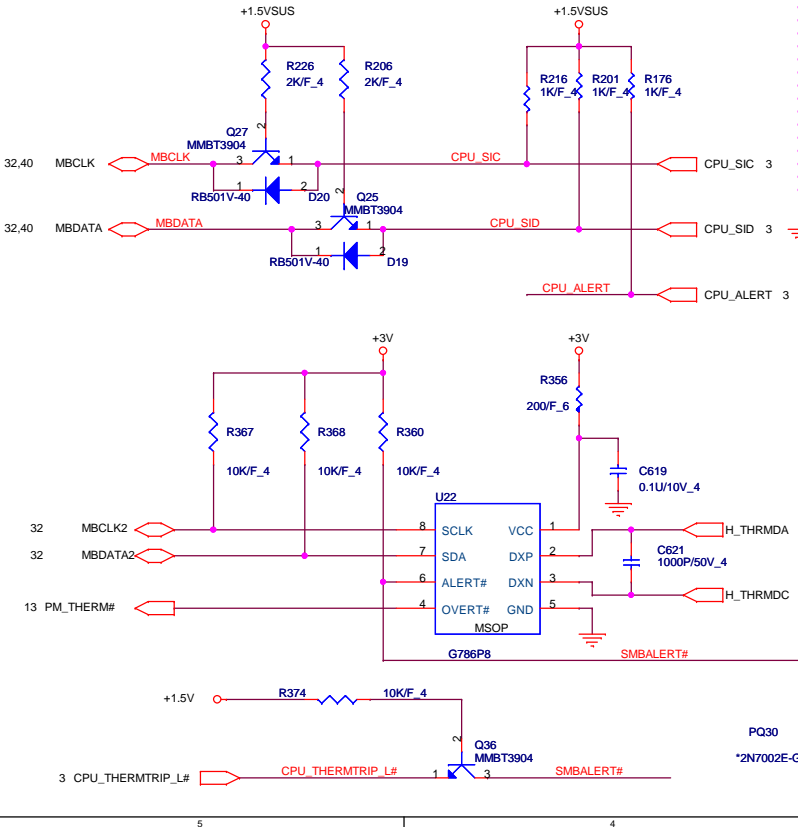 +1.5VSUS
+1.5VSUS
R226
2K/F_4
R206
2K/F_4
R216
1K/F_4
R201
1K/F_4
R176
1K/F_4
Q27
MMBT3904
2
32,40 MBCLK
MBCLK
3
1
CPU_SIC
CPU_SIC 3
RB501V-40
1
2
D20
2
Q25
MMBT3904
32,40 MBDATA
MBDATA
3
1
CPU_SID
CPU_SID 3
RB501V-40
1
2
D19
CPU_ALERT
CPU_ALERT 3
+3V
+3V
R356
200/F_6
R367
10K/F_4
R368
10K/F_4
R360
10K/F_4
C619
0.1U/10V_4
U22
32 MBCLK2
8 SCLK
VCC 1
H_THRMDA
32 MBDATA2
7 SDA
DXP 2
C621
1000P/50V_4
6 ALERT#
DXN 3
H_THRMDC
13 PM_THERM#
4 OVERT#
GND 5
MSOP
G786P8
SMBALERT#
+1.5V
R374
10K/F_4
PQ30
*2N7002E-G
2
Q36
MMBT3904
3 CPU_THERMTRIP_L#
CPU_THERMTRIP_L#
1
3
SMBALERT#
5
4